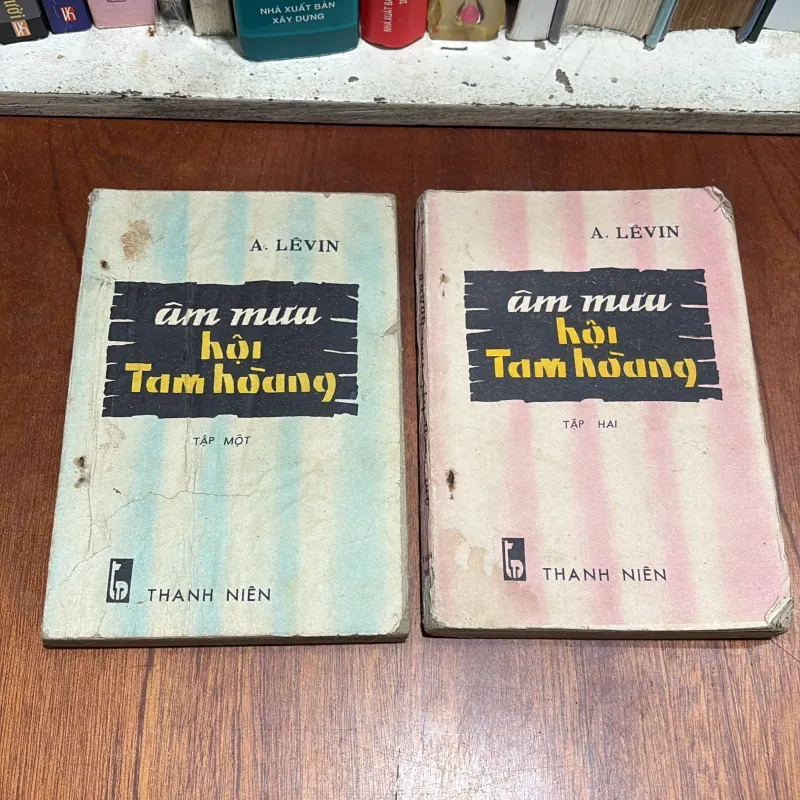 NHÀ XUẤT BẢN
XÂY DỰNG
A. LÊVIN
âm mưu
hội
Tam hoàng
TẬP MỘT
THANH NIÊN
A. LÊVIN
âm mưu
hội
Tam hoàng
TẬP HAI
THANH NIÊN